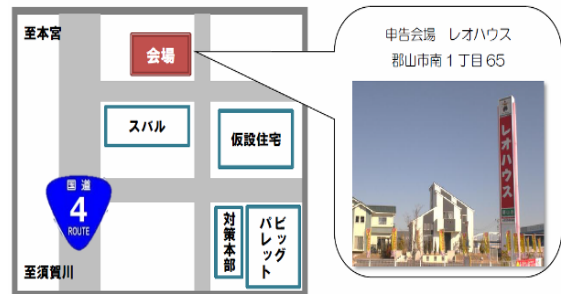 至本宮
会場
スバル
仮設住宅
国道
4
ROUTE
対策本部
ビッグ
パレット
至須賀川
申告会場 レオハウス
郡山市南1丁目65
レオハウス